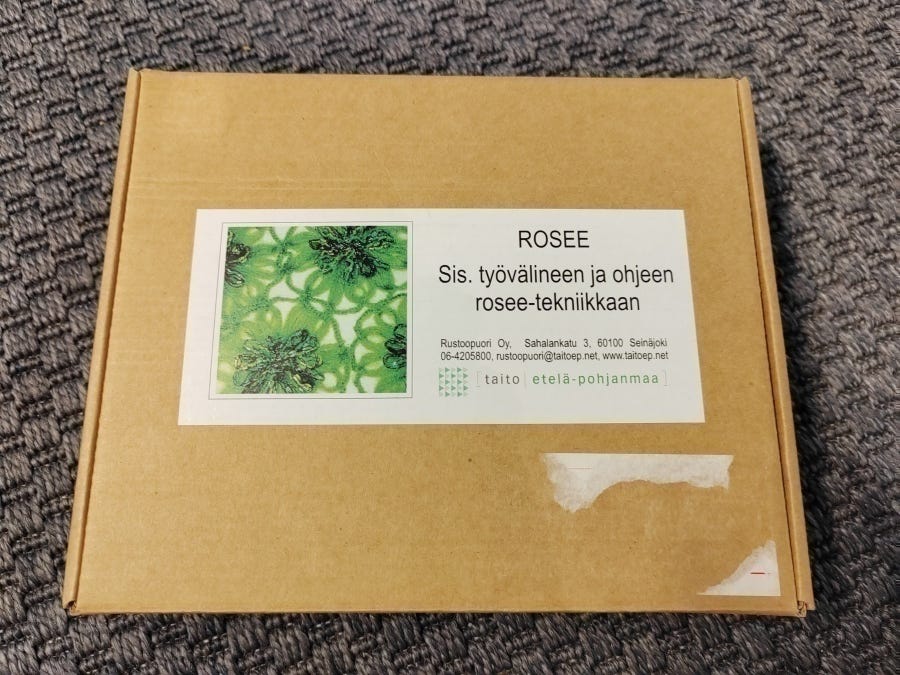 ROSEE
Sis. työvälineen ja ohjeen
rosee-tekniikkaan
Rustoopuori Oy, Sahalankatu 3, 60100 Seinäjoki
06-4205800, rustoopuori@taitoep.net, www.taitoep.net
[ taito | etelä-pohjanmaa ]